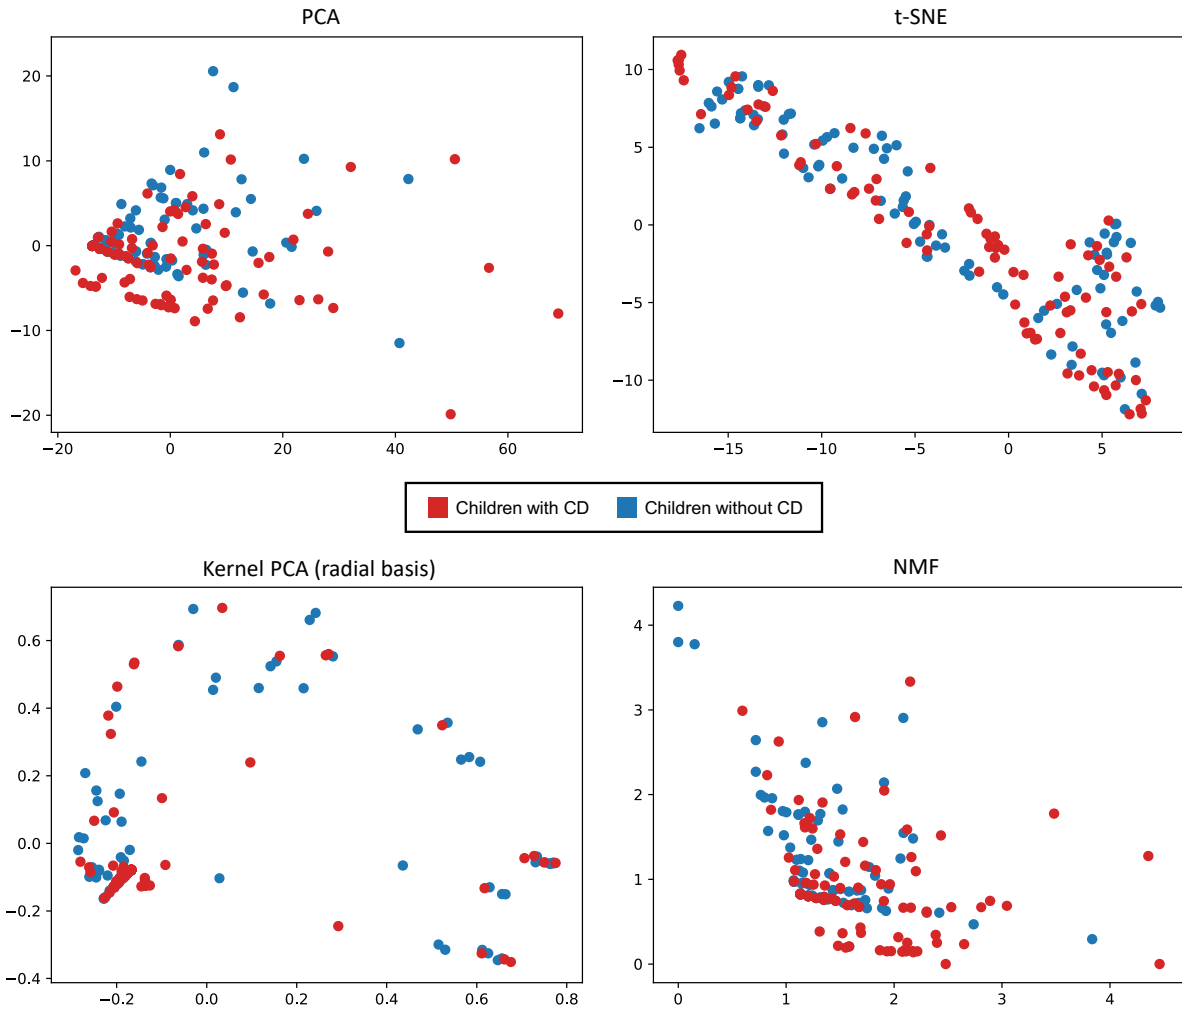 PCA
20
10
0
−10
−20
−20 0 20 40 60
t-SNE
10
5
0
−5
−10
−15 −10 −5 0 5
Children with CD Children without CD
Kernel PCA (radial basis)
0.6
0.4
0.2
0.0
−0.2
−0.4
−0.2 0.0 0.2 0.4 0.6 0.8
NMF
4
3
2
1
0
0 1 2 3 4